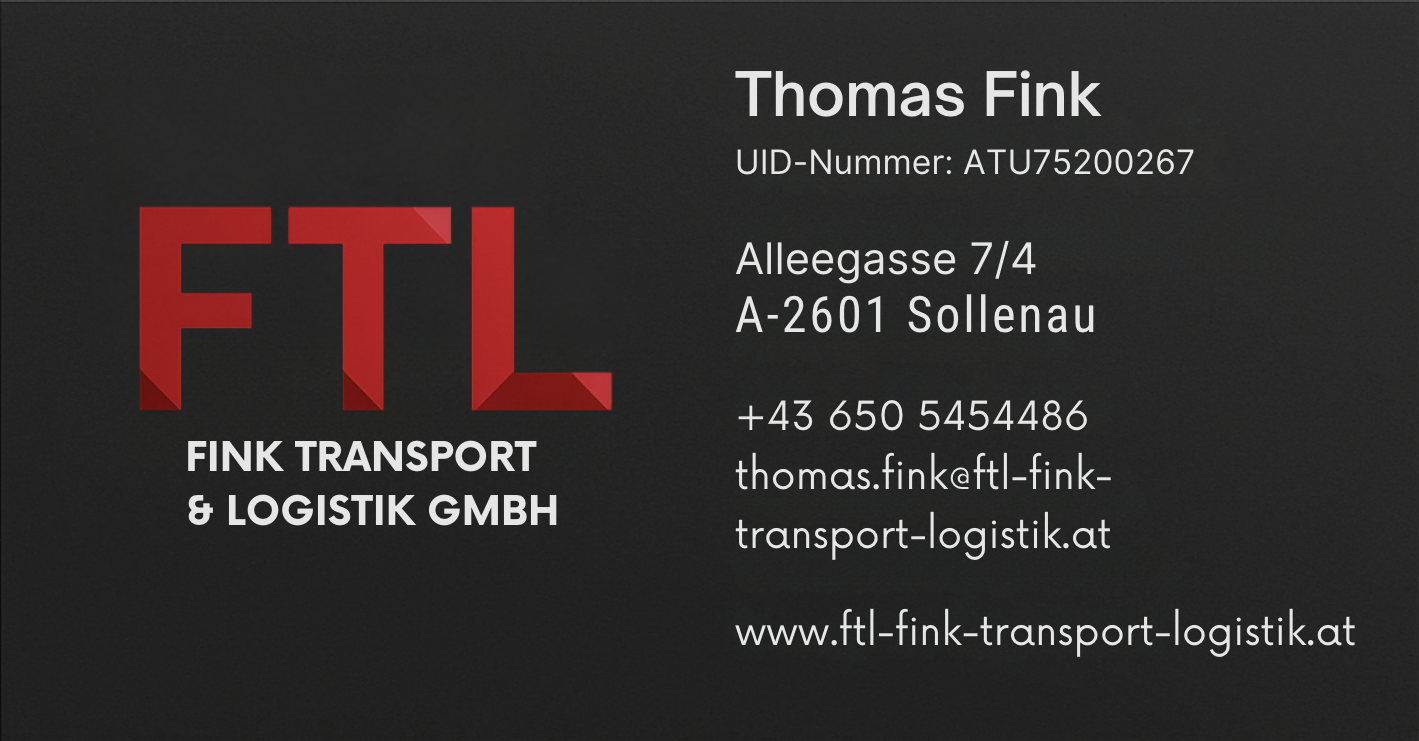 FTL
FINK TRANSPORT
& LOGISTIK GMBH
Thomas Fink
UID-Nummer: ATU75200267
Alleegasse 7/4
A-2601 Sollenau
+43 650 5454486
thomas.fink@ftl-fink-
transport-logistik.at
www.ftl-fink-transport-logistik.at